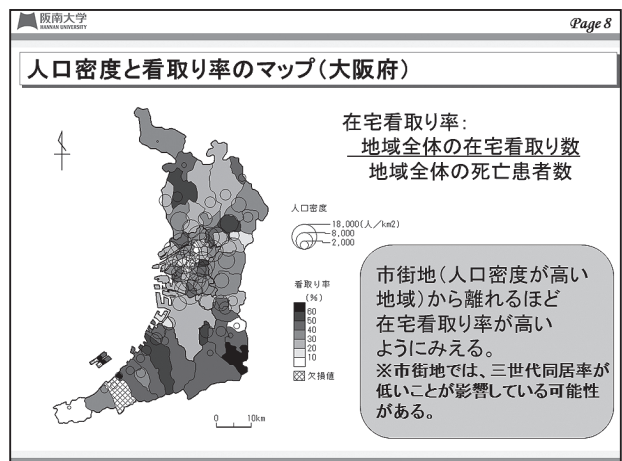 阪南大学
HANNAN UNIVERSITY
Page 8
人口密度と看取り率のマップ（大阪府）
在宅看取り率：
地域全体の在宅看取り数
地域全体の死亡患者数
人口密度
18,000(人／km2)
8,000
2,000
看取り率
(%)
60
50
40
30
20
10
欠損値
0 10km
市街地（人口密度が高い
地域）から離れるほど
在宅看取り率が高い
ようにみえる。
※市街地では、三世代同居率が
低いことが影響している可能性
がある。